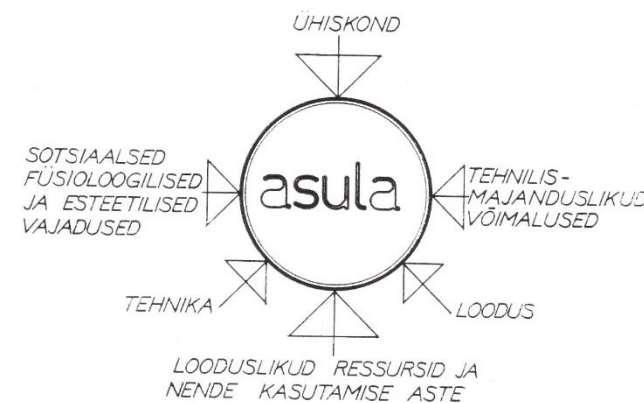 ÜHISKOND
SOTSIAALSED
FÜSIOLOOGILISED
JA ESTEETILISED
VAJADUSED
asula
TEHNILIS-
MAJANDUSLIKUD
VÕIMALUSED
TEHNIKA
LOODUS
LOODUSLIKUD RESSURSID JA
NENDE KASUTAMISE ASTE